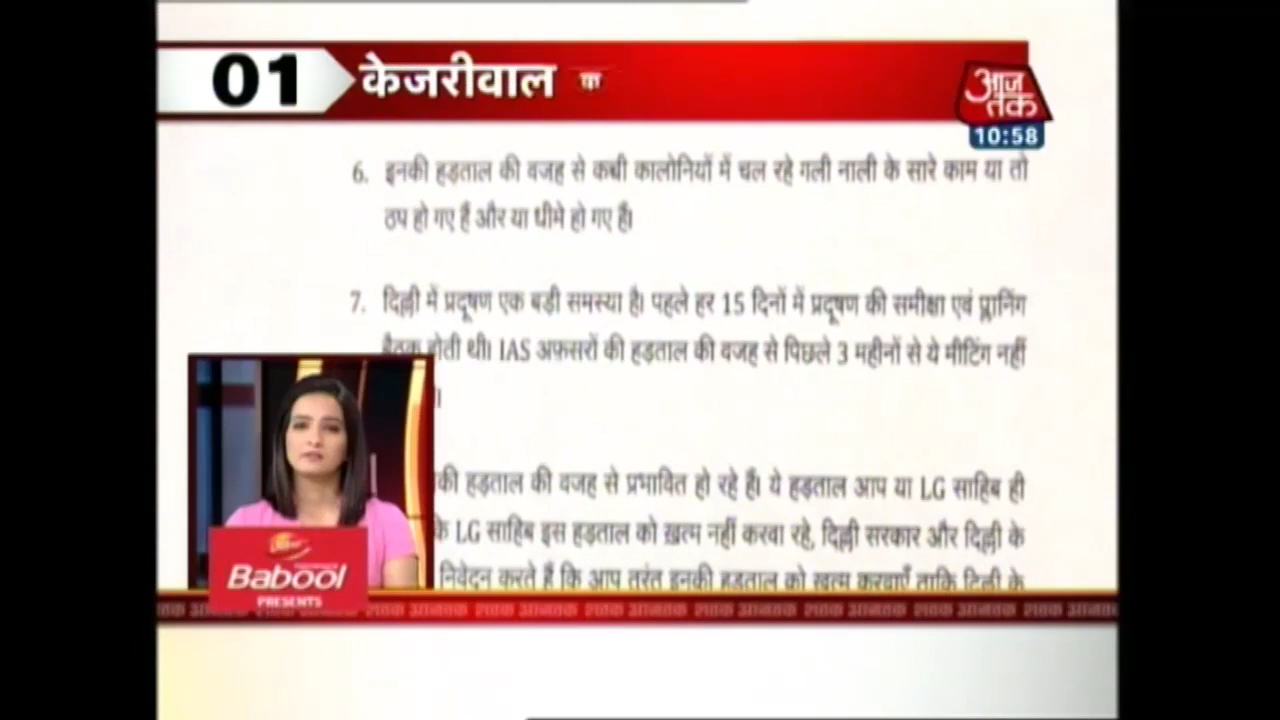 01 केजरीवाल
आज
तक
10:58
6. इनकी हड़ताल की वजह से कच्ची कालोनियों में चल रहे गली नाली के सारे काम या तो
ठप हो गए हैं और या धीमे हो गए हैं।
7. दिल्ली में प्रदूषण एक बड़ी समस्या है। पहले हर 15 दिनों में प्रदूषण की समीक्षा एवं प्लानिंग
बैठक होती थी। IAS अफ़सरों की हड़ताल की वजह से पिछले 3 महीनों से ये मीटिंग नहीं
की हड़ताल की वजह से प्रभावित हो रहे हैं। ये हड़ताल आप या LG साहिब ही
LG साहिब इस हड़ताल को ख़त्म नहीं करवा रहे, दिल्ली सरकार और दिल्ली के
निवेदन करते हैं कि आप तुरंत इनकी हड़ताल को खत्म करवाएँ ताकि दिल्ली के
Babool
PRESENTS